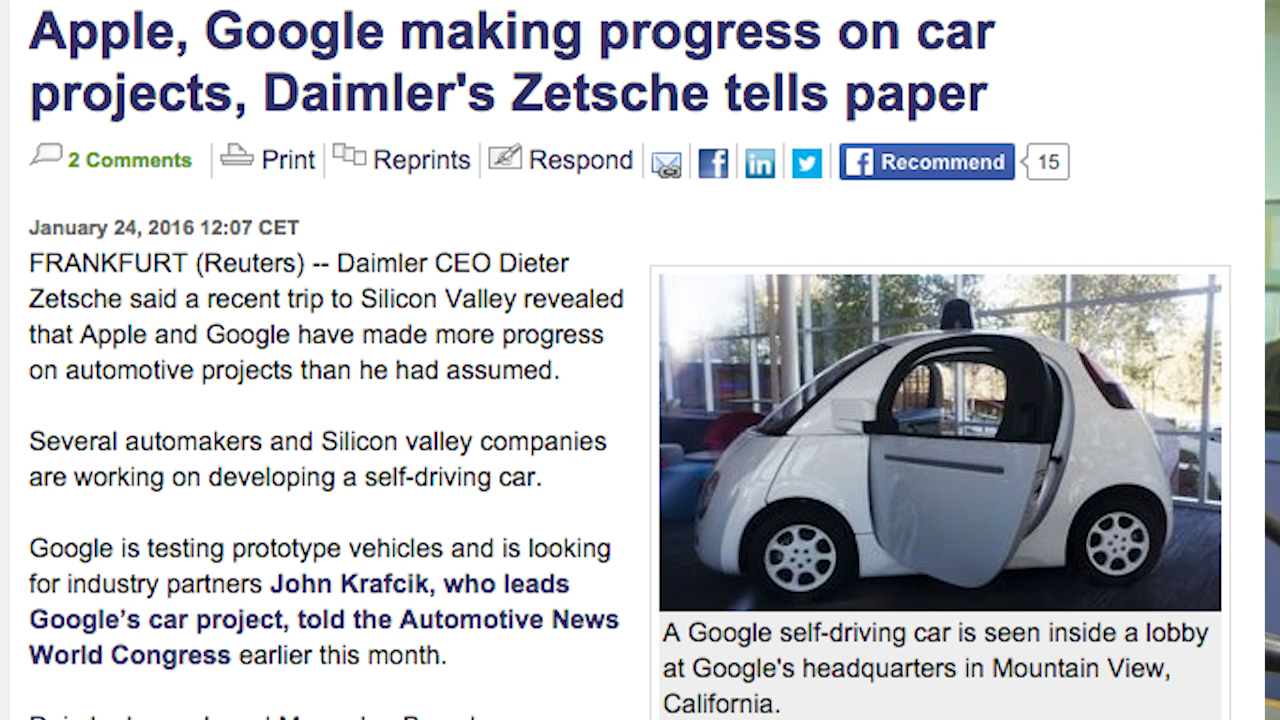 Apple, Google making progress on car
projects, Daimler's Zetsche tells paper
2 Comments Print Reprints Respond Recommend 15
January 24, 2016 12:07 CET
FRANKFURT (Reuters) -- Daimler CEO Dieter
Zetsche said a recent trip to Silicon Valley revealed
that Apple and Google have made more progress
on automotive projects than he had assumed.
Several automakers and Silicon valley companies
are working on developing a self-driving car.
Google is testing prototype vehicles and is looking
for industry partners John Krafcik, who leads
Google’s car project, told the Automotive News
World Congress earlier this month.
A Google self-driving car is seen inside a lobby
at Google's headquarters in Mountain View,
California.